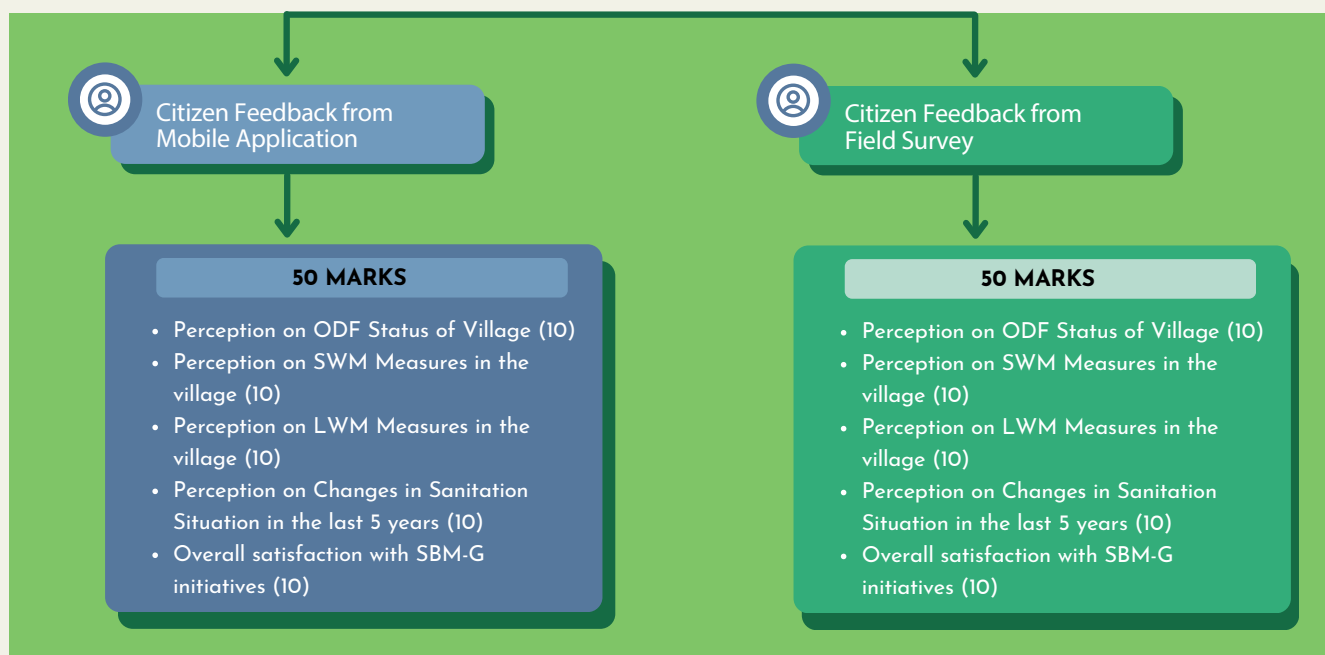 Citizen Feedback from
Mobile Application
50 MARKS
• Perception on ODF Status of Village (10)
• Perception on SWM Measures in the
village (10)
• Perception on LWM Measures in the
village (10)
• Perception on Changes in Sanitation
Situation in the last 5 years (10)
• Overall satisfaction with SBM-G
initiatives (10)
Citizen Feedback from
Field Survey
50 MARKS
• Perception on ODF Status of Village (10)
• Perception on SWM Measures in the
village (10)
• Perception on LWM Measures in the
village (10)
• Perception on Changes in Sanitation
Situation in the last 5 years (10)
• Overall satisfaction with SBM-G
initiatives (10)